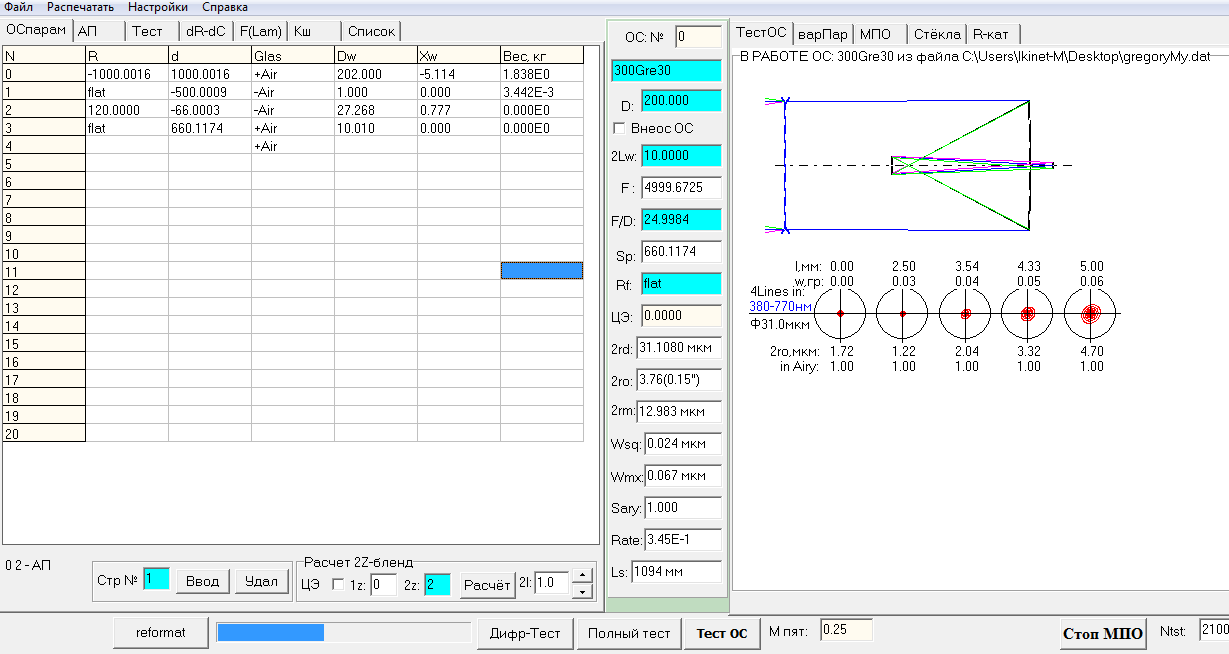 Файл Распечатать Настройки Справка
ОСпарам АП Тест dR-dC F(Lam) Кш Список
N R d Glas Dw Xw Вес, кг
0 -1000.0016 1000.0016 +Air 202.000 -5.114 1.838E0
1 flat -500.0009 -Air 1.000 0.000 3.442E-3
2 120.0000 -66.0003 -Air 27.268 0.777 0.000E0
3 flat 660.1174 +Air 10.010 0.000 0.000E0
4 +Air
5
6
7
8
9
10
11
12
13
14
15
16
17
18
19
20
0 2 - АП
Стр № 1 Ввод Удал
Расчет 2Z-бленд
ЦЭ 1z: 0 2z: 2 Расчёт 2l: 1.0
ОС: № 0
300Gre30
D: 200.000
Внеос ОС
2Lw: 10.0000
F : 4999.6725
F/D: 24.9984
Sp: 660.1174
Rf: flat
ЦЭ: 0.0000
2rd: 31.1080 мкм
2ro: 3.76(0.15")
2rm: 12.983 мкм
Wsq: 0.024 мкм
Wmx: 0.067 мкм
Sary: 1.000
Rate: 3.45E-1
Ls: 1094 мм
ТестОС варПар МПО Стёкла R-кат
В РАБОТЕ ОС: 300Gre30 из файла C:\Users\Ikinet-M\Desktop\gregoryMy.dat
l,мм: 0.00 2.50 3.54 4.33 5.00
w,гр: 0.00 0.03 0.04 0.05 0.06
4Lines in:
380-770нм
Ф31.0мкм
2ro,мкм: 1.72 1.22 2.04 3.32 4.70
in Airy: 1.00 1.00 1.00 1.00 1.00
reformat Дифр-Тест Полный тест Тест ОС М пят: 0.25 Стоп МПО Ntst: 2100